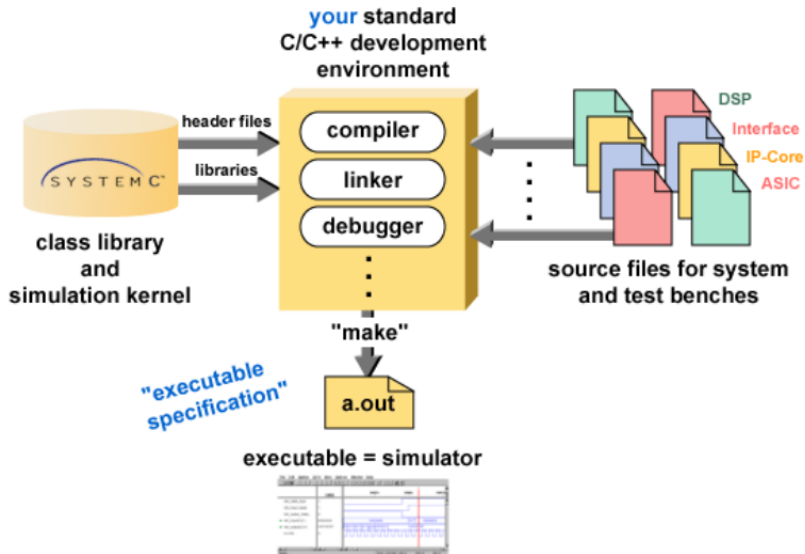 your standard
C/C++ development
environment
header files
libraries
SYSTEMC™
class library
and
simulation kernel
compiler
linker
debugger
DSP
Interface
IP-Core
ASIC
source files for system
and test benches
"make"
"executable
specification"
a.out
executable = simulator